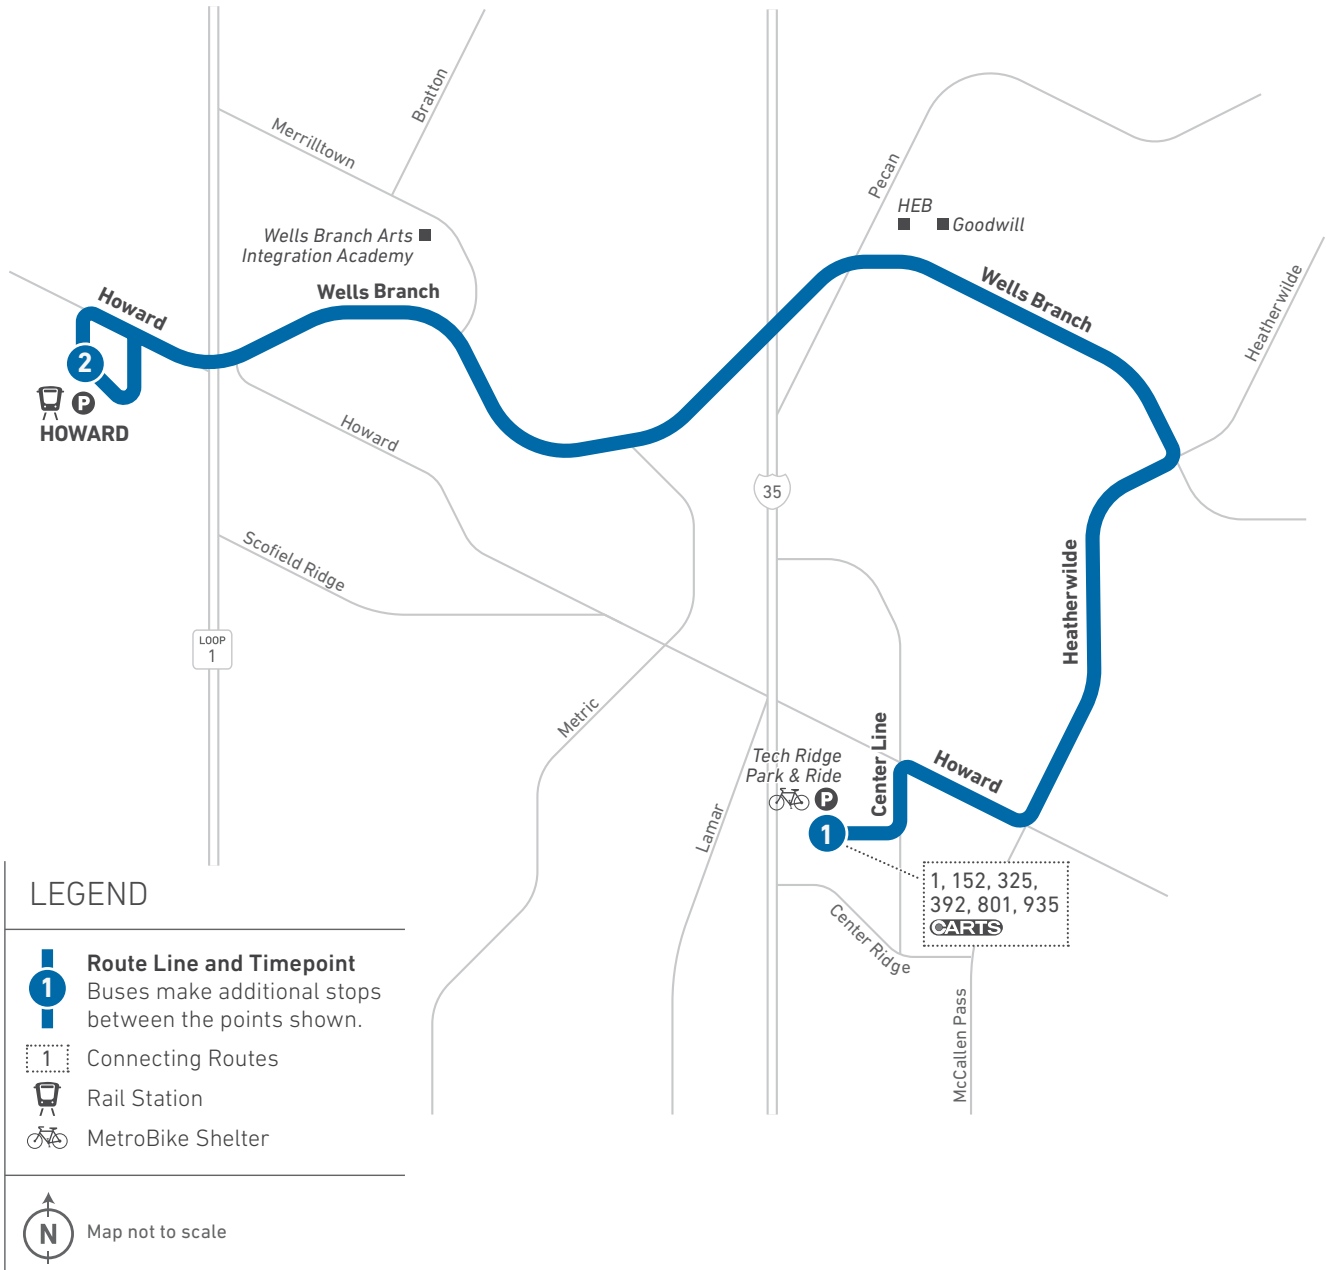 Bratton
Merrilltown
Pecan
HEB
Goodwill
Wells Branch Arts
Integration Academy
Wells Branch
Wells Branch
Howard
Heatherwilde
2
P
HOWARD
Howard
35
Scofield Ridge
Heatherwilde
LOOP
1
Metric
Center Line
Tech Ridge
Park & Ride
P
Howard
Lamar
1
1, 152, 325,
392, 801, 935
CARTS
Center Ridge
McCallen Pass
LEGEND
1
Route Line and Timepoint
Buses make additional stops
between the points shown.
1 Connecting Routes
Rail Station
MetroBike Shelter
N Map not to scale